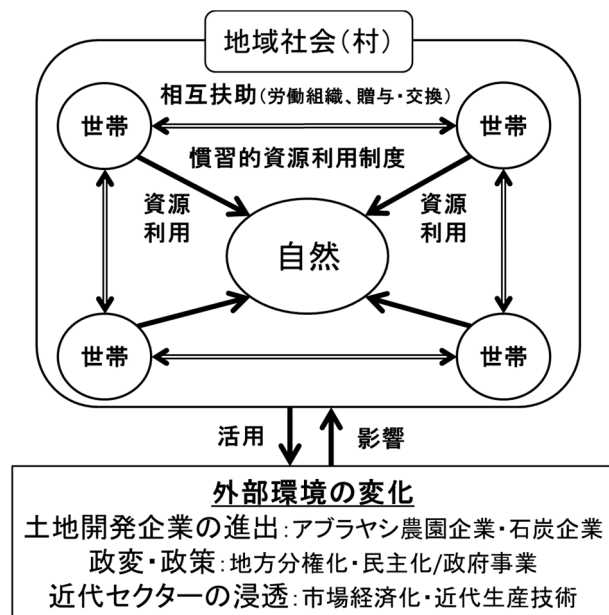 地域社会(村)
相互扶助(労働組織、贈与・交換)
世帯
世帯
慣習的資源利用制度
資源
利用
資源
利用
自然
世帯
世帯
活用
影響
外部環境の変化
土地開発企業の進出:アブラヤシ農園企業・石炭企業
政変・政策:地方分権化・民主化/政府事業
近代セクターの浸透:市場経済化・近代生産技術